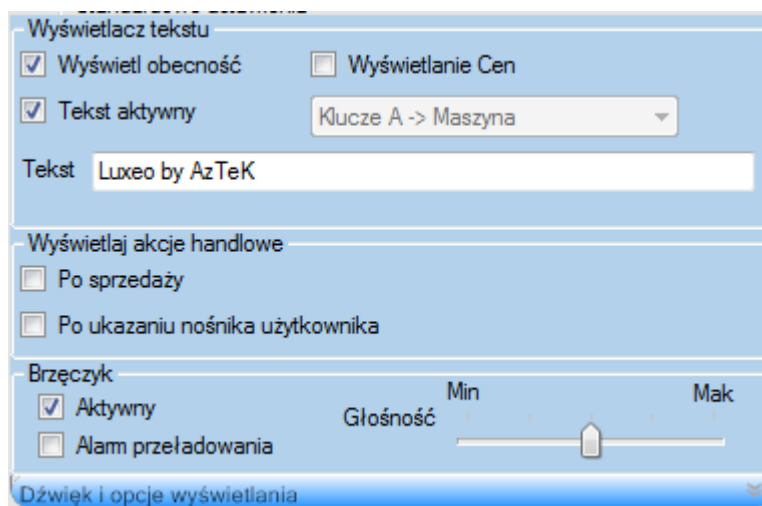 Wyświetlacz tekstu
Wyświetl obecność Wyświetlanie Cen
Tekst aktywny Klucze A -> Maszyna
Tekst Luxeo by AzTeK
Wyświetlaj akcje handlowe
Po sprzedaży
Po ukazaniu nośnika użytkownika
Brzęczyk
Min Mak
Aktywny
Głośność
Alarm przeładowania
Dźwięk i opcje wyświetlania